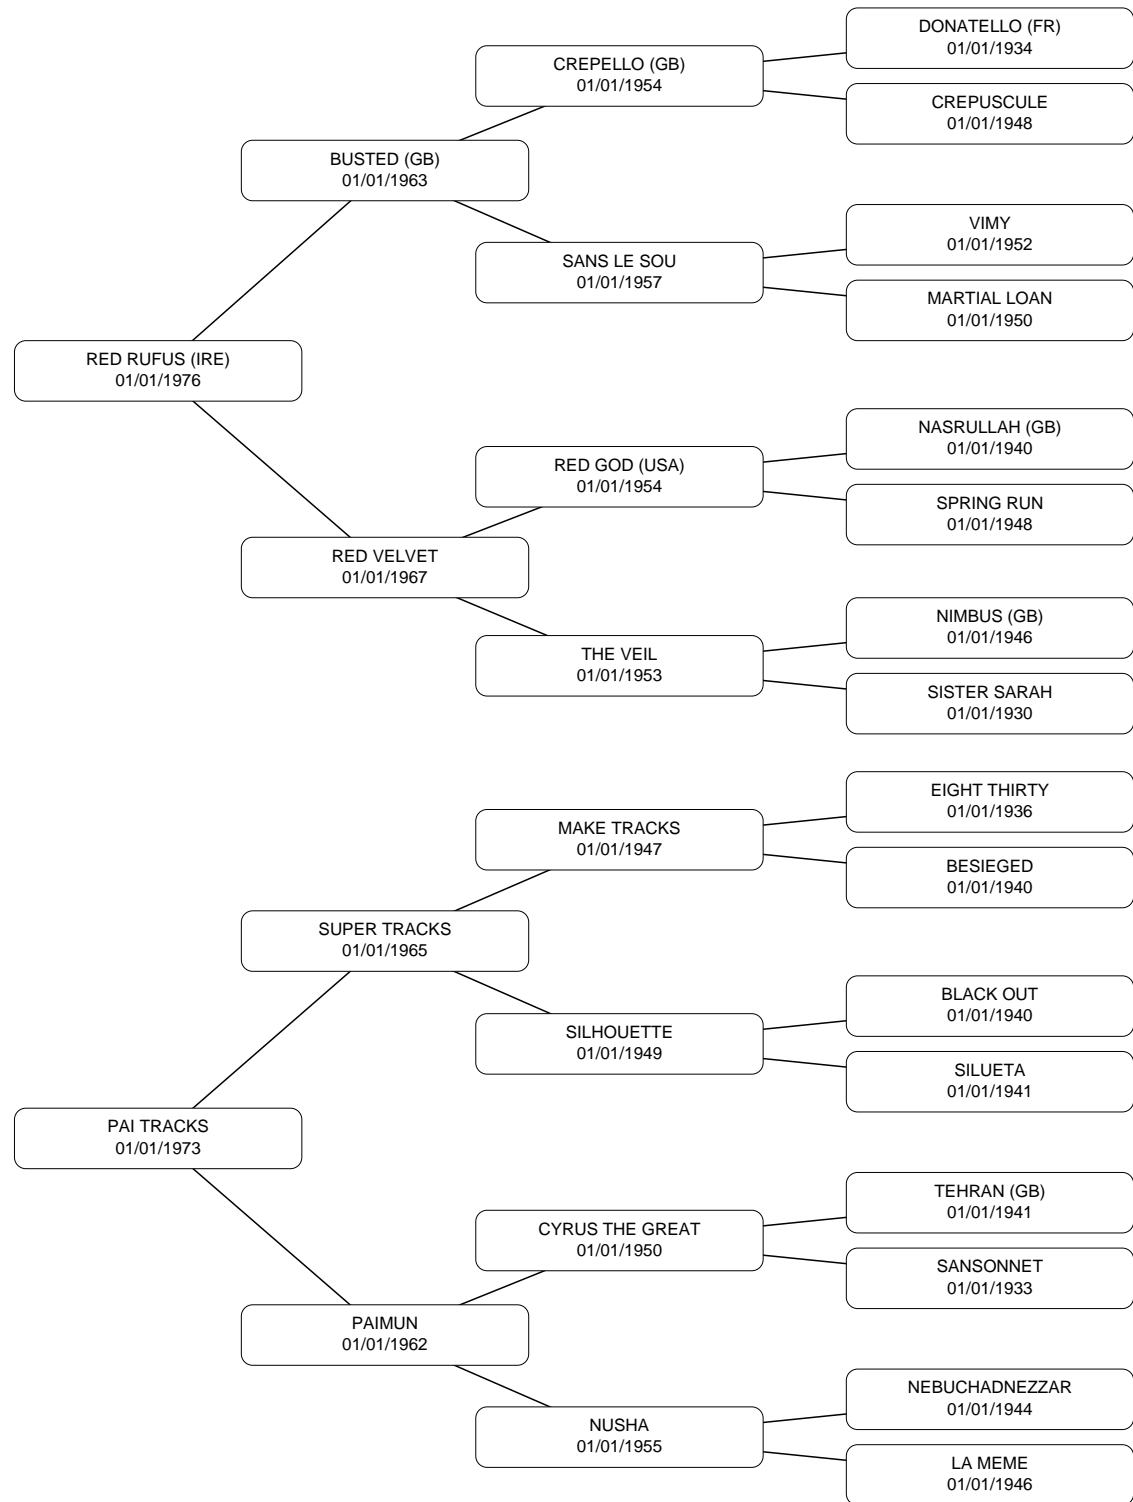 DONATELLO (FR)
01/01/1934
CREPELLO (GB)
01/01/1954
CREPUSCULE
01/01/1948
BUSTED (GB)
01/01/1963
VIMY
01/01/1952
SANS LE SOU
01/01/1957
MARTIAL LOAN
01/01/1950
RED RUFUS (IRE)
01/01/1976
NASRULLAH (GB)
01/01/1940
RED GOD (USA)
01/01/1954
SPRING RUN
01/01/1948
RED VELVET
01/01/1967
NIMBUS (GB)
01/01/1946
THE VEIL
01/01/1953
SISTER SARAH
01/01/1930
EIGHT THIRTY
01/01/1936
MAKE TRACKS
01/01/1947
BESIEGED
01/01/1940
SUPER TRACKS
01/01/1965
BLACK OUT
01/01/1940
SILHOUETTE
01/01/1949
SILUETA
01/01/1941
PAI TRACKS
01/01/1973
TEHRAN (GB)
01/01/1941
CYRUS THE GREAT
01/01/1950
SANSONNET
01/01/1933
PAIMUN
01/01/1962
NEBUCHADNEZZAR
01/01/1944
NUSHA
01/01/1955
LA MEME
01/01/1946